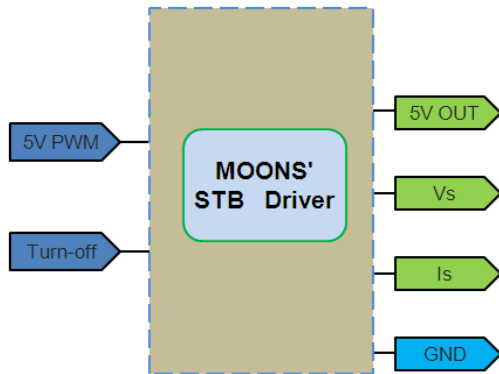 5V PWM
Turn-off
MOONS'
STB Driver
5V OUT
Vs
Is
GND